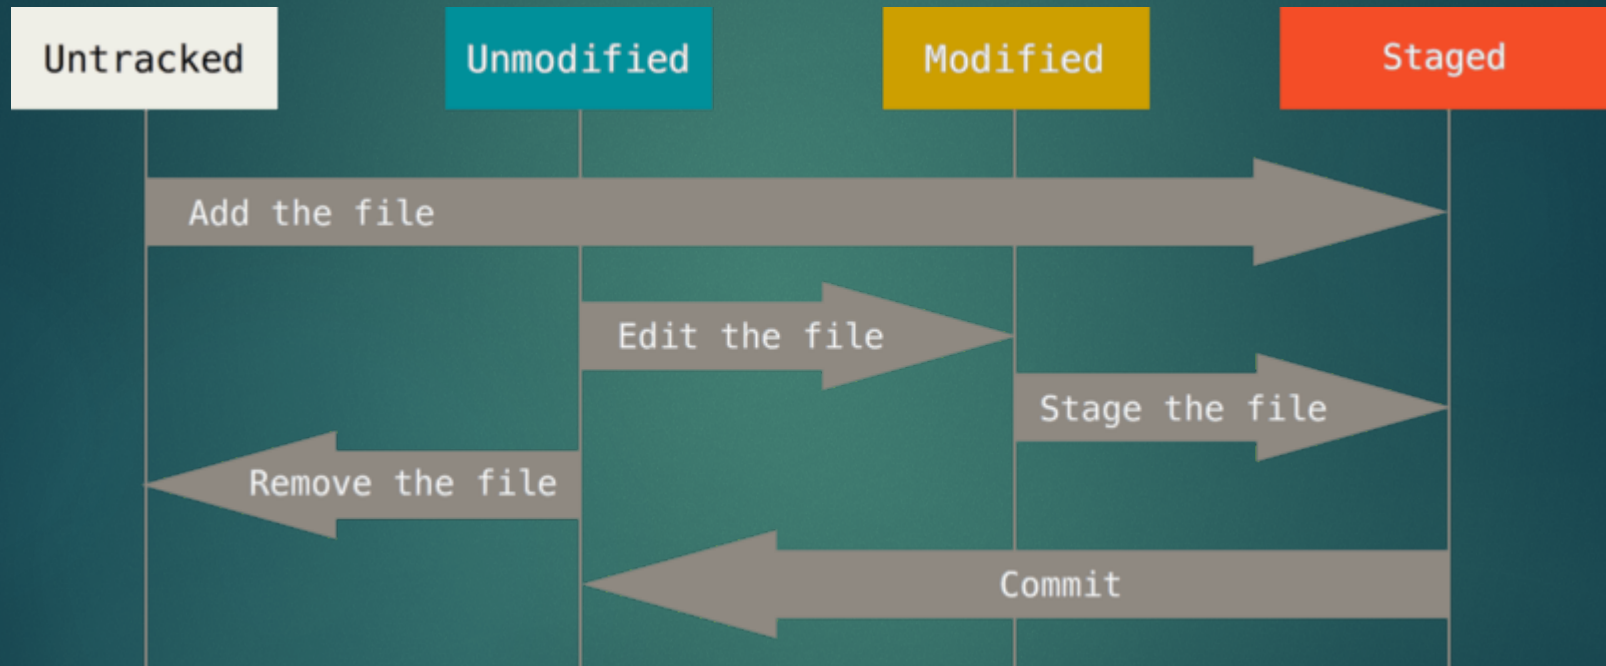 Untracked
Unmodified
Modified
Staged
Add the file
Edit the file
Stage the file
Remove the file
Commit